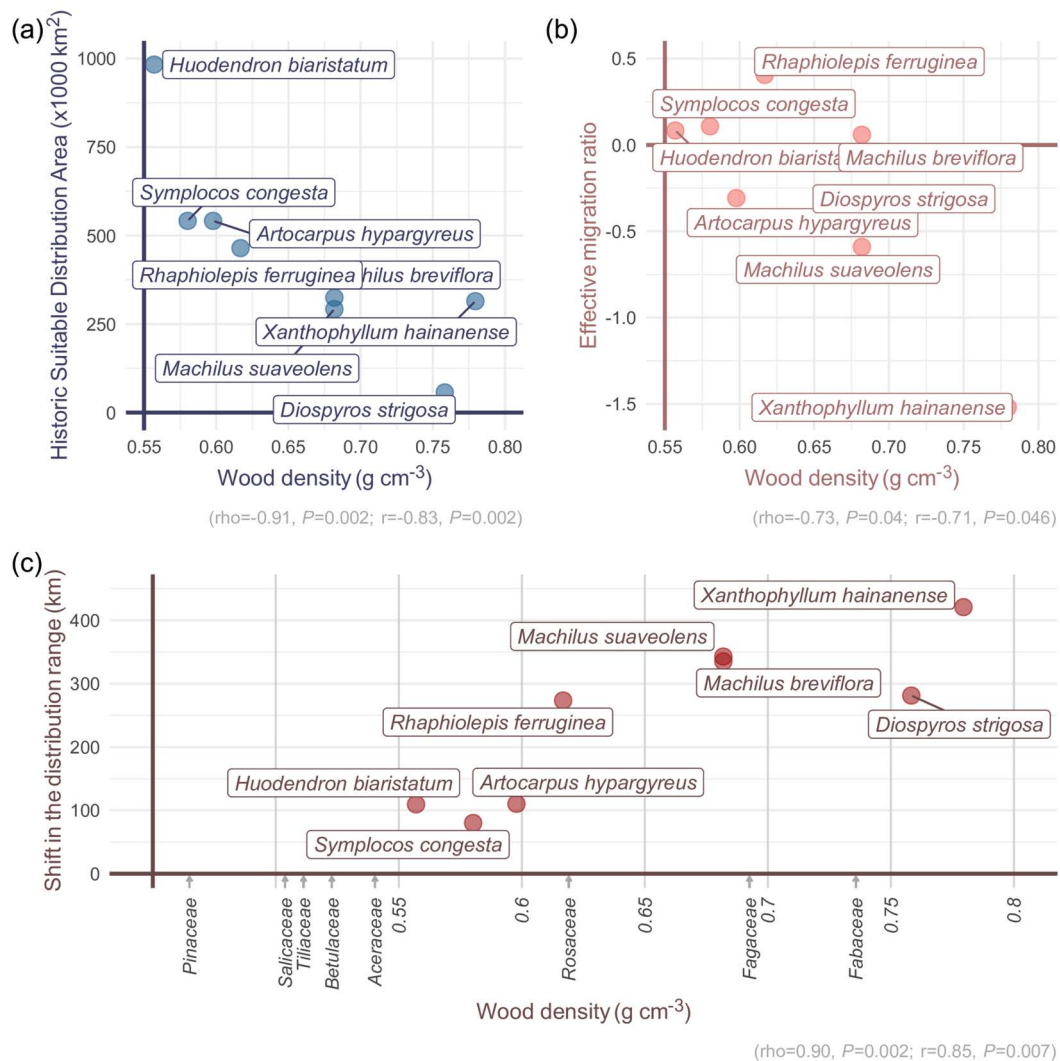 (a)
Historic Suitable Distribution Area (x1000 km²)
1000
750
500
250
0
Huodendron biaristatum
Symplocos congesta
Artocarpus hypargyreus
Rhaphiolepis ferruginea
hilus breviflora
Xanthophyllum hainanense
Machilus suaveolens
Diospyros strigosa
0.55 0.60 0.65 0.70 0.75 0.80
Wood density (g cm⁻³)
(rho=-0.91, P=0.002; r=-0.83, P=0.002)
(b)
Effective migration ratio
0.5
0.0
-0.5
-1.0
-1.5
Rhaphiolepis ferruginea
Symplocos congesta
Huodendron biarista
Machilus breviflora
Diospyros strigosa
Artocarpus hypargyreus
Machilus suaveolens
Xanthophyllum hainanense
0.55 0.60 0.65 0.70 0.75 0.80
Wood density (g cm⁻³)
(rho=-0.73, P=0.04; r=-0.71, P=0.046)
(c)
Shift in the distribution range (km)
400
300
200
100
0
Xanthophyllum hainanense
Machilus suaveolens
Machilus breviflora
Diospyros strigosa
Rhaphiolepis ferruginea
Huodendron biaristatum
Artocarpus hypargyreus
Symplocos congesta
Pinaceae
Salicaceae
Tiliaceae
Betulaceae
Aceraceae
0.55
0.6
Rosaceae
0.65
Fagaceae
0.7
Fabaceae
0.75
0.8
Wood density (g cm⁻³)
(rho=0.90, P=0.002; r=0.85, P=0.007)